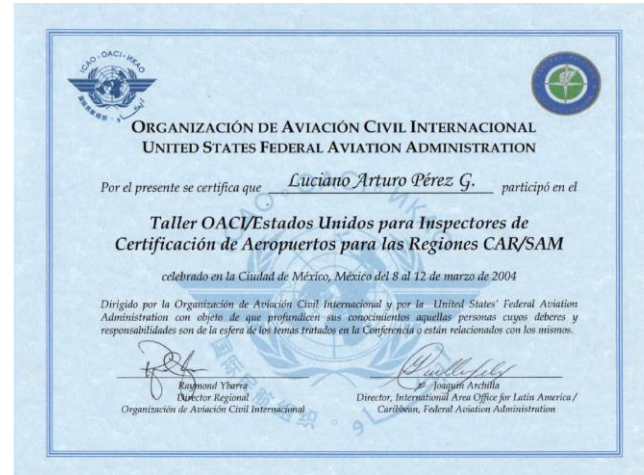 ICAO · OACI · ИКАО
ORGANIZACIÓN DE AVIACIÓN CIVIL INTERNACIONAL
UNITED STATES FEDERAL AVIATION ADMINISTRATION
Por el presente se certifica que Luciano Arturo Pérez G. participó en el
Taller OACI/Estados Unidos para Inspectores de
Certificación de Aeropuertos para las Regiones CAR/SAM
celebrado en la Ciudad de México, México del 8 al 12 de marzo de 2004
Dirigido por la Organización de Aviación Civil Internacional y por la United States' Federal Aviation
Administration con objeto de que profundicen sus conocimientos aquellas personas cuyos deberes y
responsabilidades son de la esfera de los temas tratados en la Conferencia o están relacionados con los mismos.
Raymond Ybarra
Director Regional
Organización de Aviación Civil Internacional
Joaquín Archilla
Director, International Area Office for Latin America /
Caribbean, Federal Aviation Administration